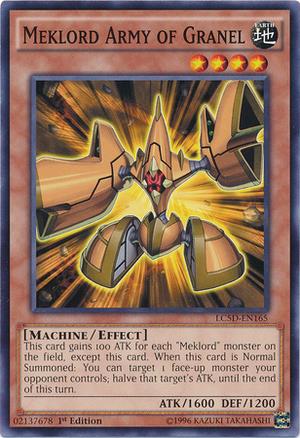 MEKLORD ARMY OF GRANEL
EARTH
地
LC5D-EN165
[MACHINE / EFFECT]
This card gains 100 ATK for each "Meklord" monster on
the field, except this card. When this card is Normal
Summoned: You can target 1 face-up monster your
opponent controls; halve that target's ATK, until the end
of this turn.
ATK/1600 DEF/1200
02137678 1st Edition ©1996 KAZUKI TAKAHASHI